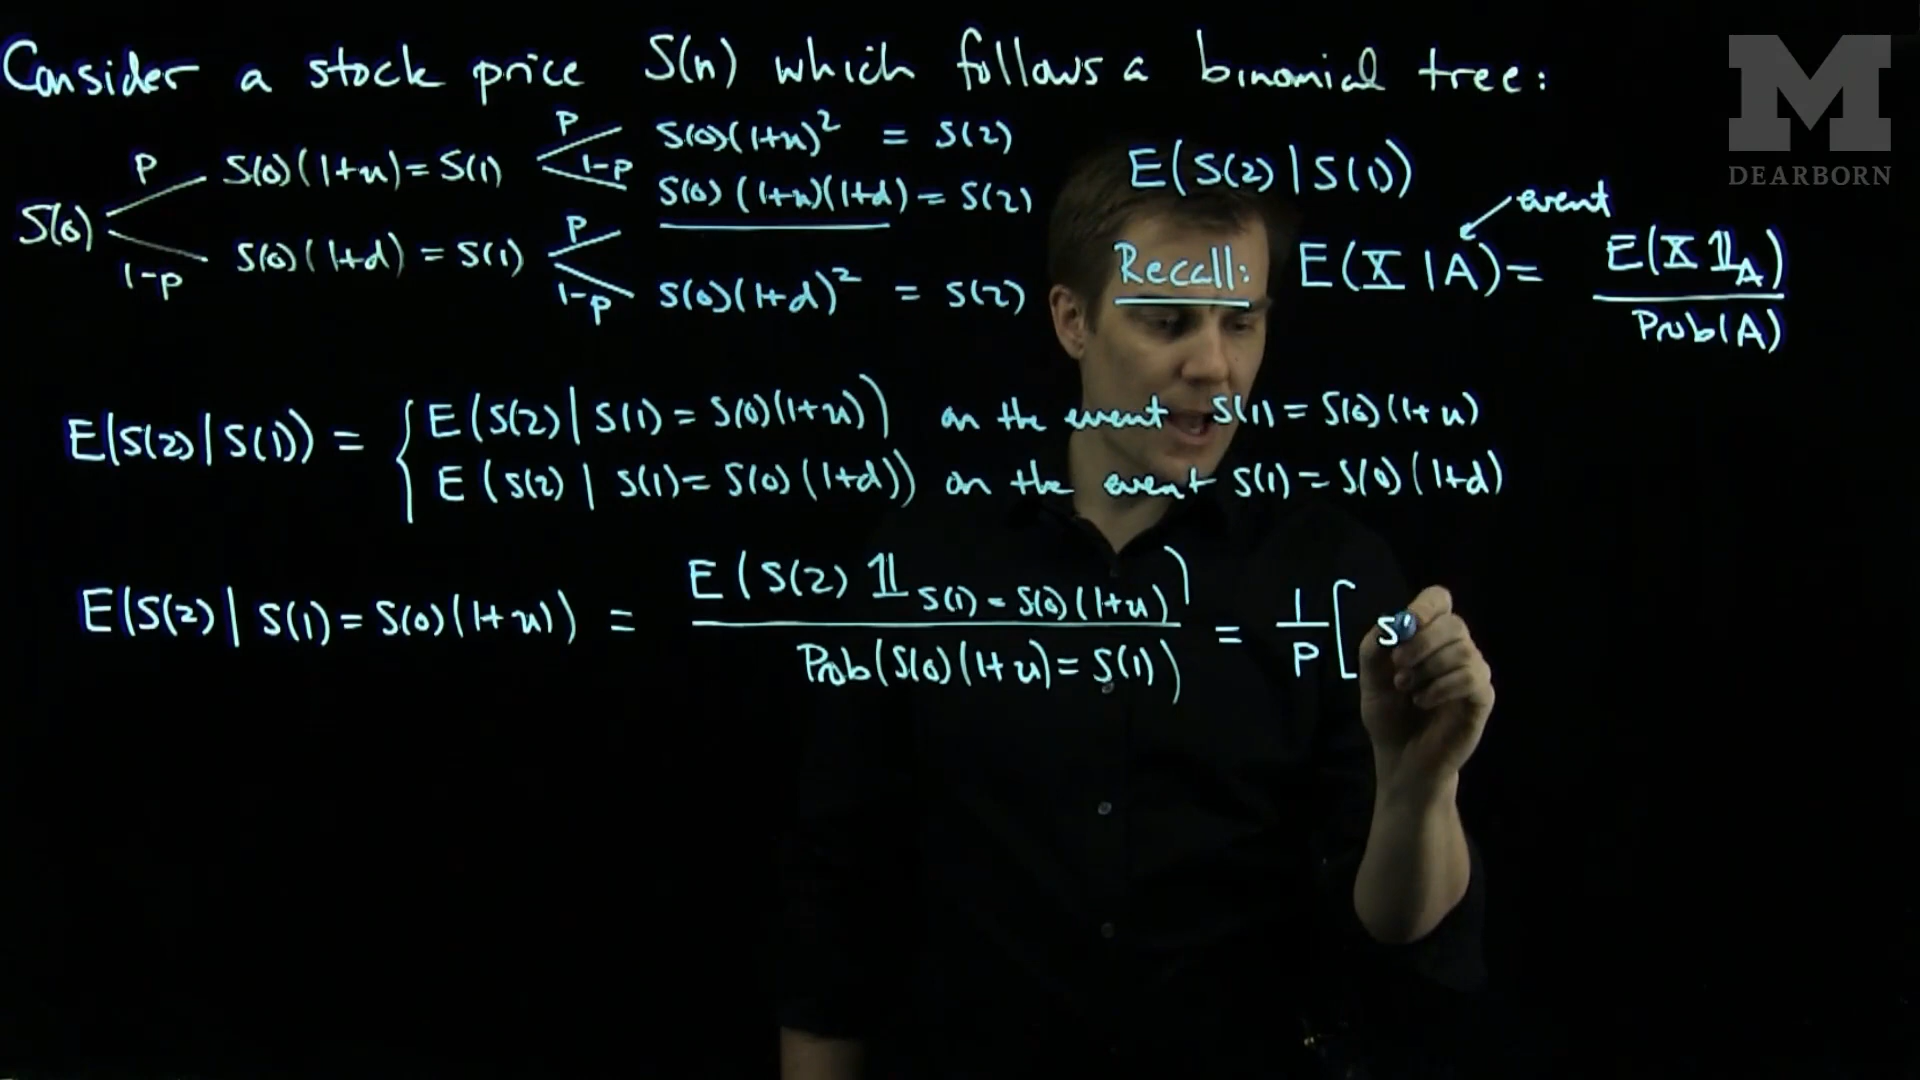 Consider a stock price S(n) which follows a binomial tree:
M
DEARBORN
S(0)
p S(0)(1+u)=S(1)
1-p S(0)(1+d) = S(1)
p S(0)(1+u)² = S(2)
1-p S(0)(1+u)(1+d) = S(2)
p
1-p S(0)(1+d)² = S(2)
E(S(2)|S(1))
event
Recall: E(X|A) = E(X 𝟙_A) / Prob(A)
E(S(2)|S(1)) = { E(S(2)|S(1) = S(0)(1+u)) on the event S(1) = S(0)(1+u)
E(S(2)|S(1)=S(0)(1+d)) on the event S(1)=S(0)(1+d)
E(S(2)|S(1)=S(0)(1+u)) = E(S(2) 𝟙_S(1)=S(0)(1+u)) / Prob(S(0)(1+u)=S(1)) = 1/p [ S